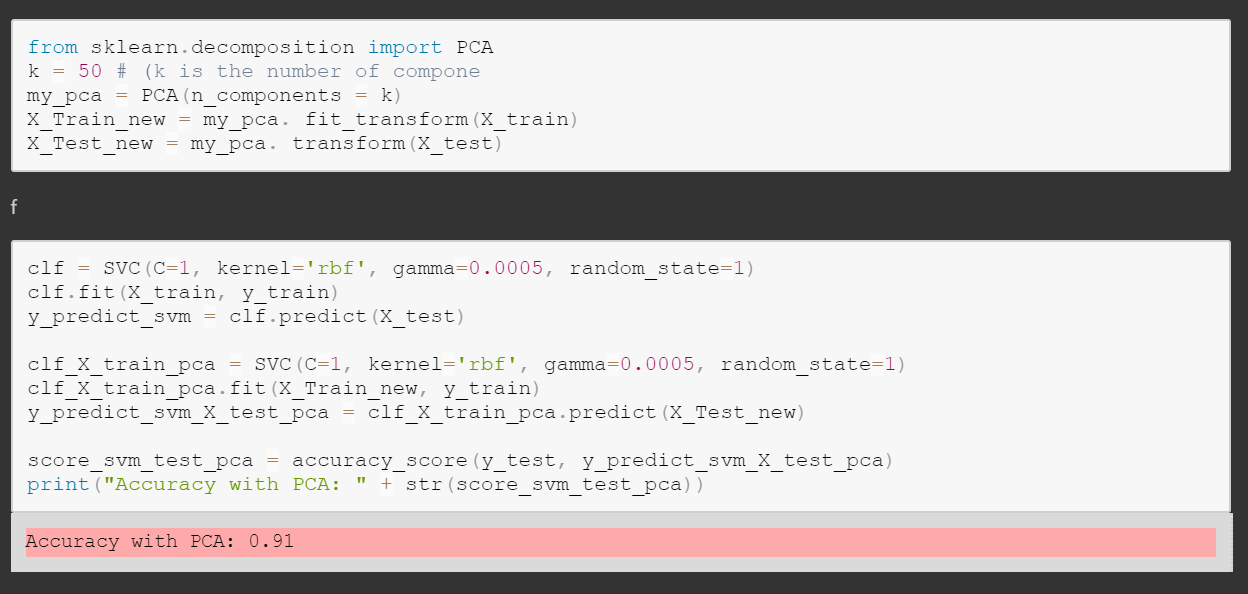 from sklearn.decomposition import PCA
k = 50 # (k is the number of compone
my_pca = PCA(n_components = k)
X_Train_new = my_pca. fit_transform(X_train)
X_Test_new = my_pca. transform(X_test)
f
clf = SVC(C=1, kernel='rbf', gamma=0.0005, random_state=1)
clf.fit(X_train, y_train)
y_predict_svm = clf.predict(X_test)
clf_X_train_pca = SVC(C=1, kernel='rbf', gamma=0.0005, random_state=1)
clf_X_train_pca.fit(X_Train_new, y_train)
y_predict_svm_X_test_pca = clf_X_train_pca.predict(X_Test_new)
score_svm_test_pca = accuracy_score(y_test, y_predict_svm_X_test_pca)
print("Accuracy with PCA: " + str(score_svm_test_pca))
Accuracy with PCA: 0.91